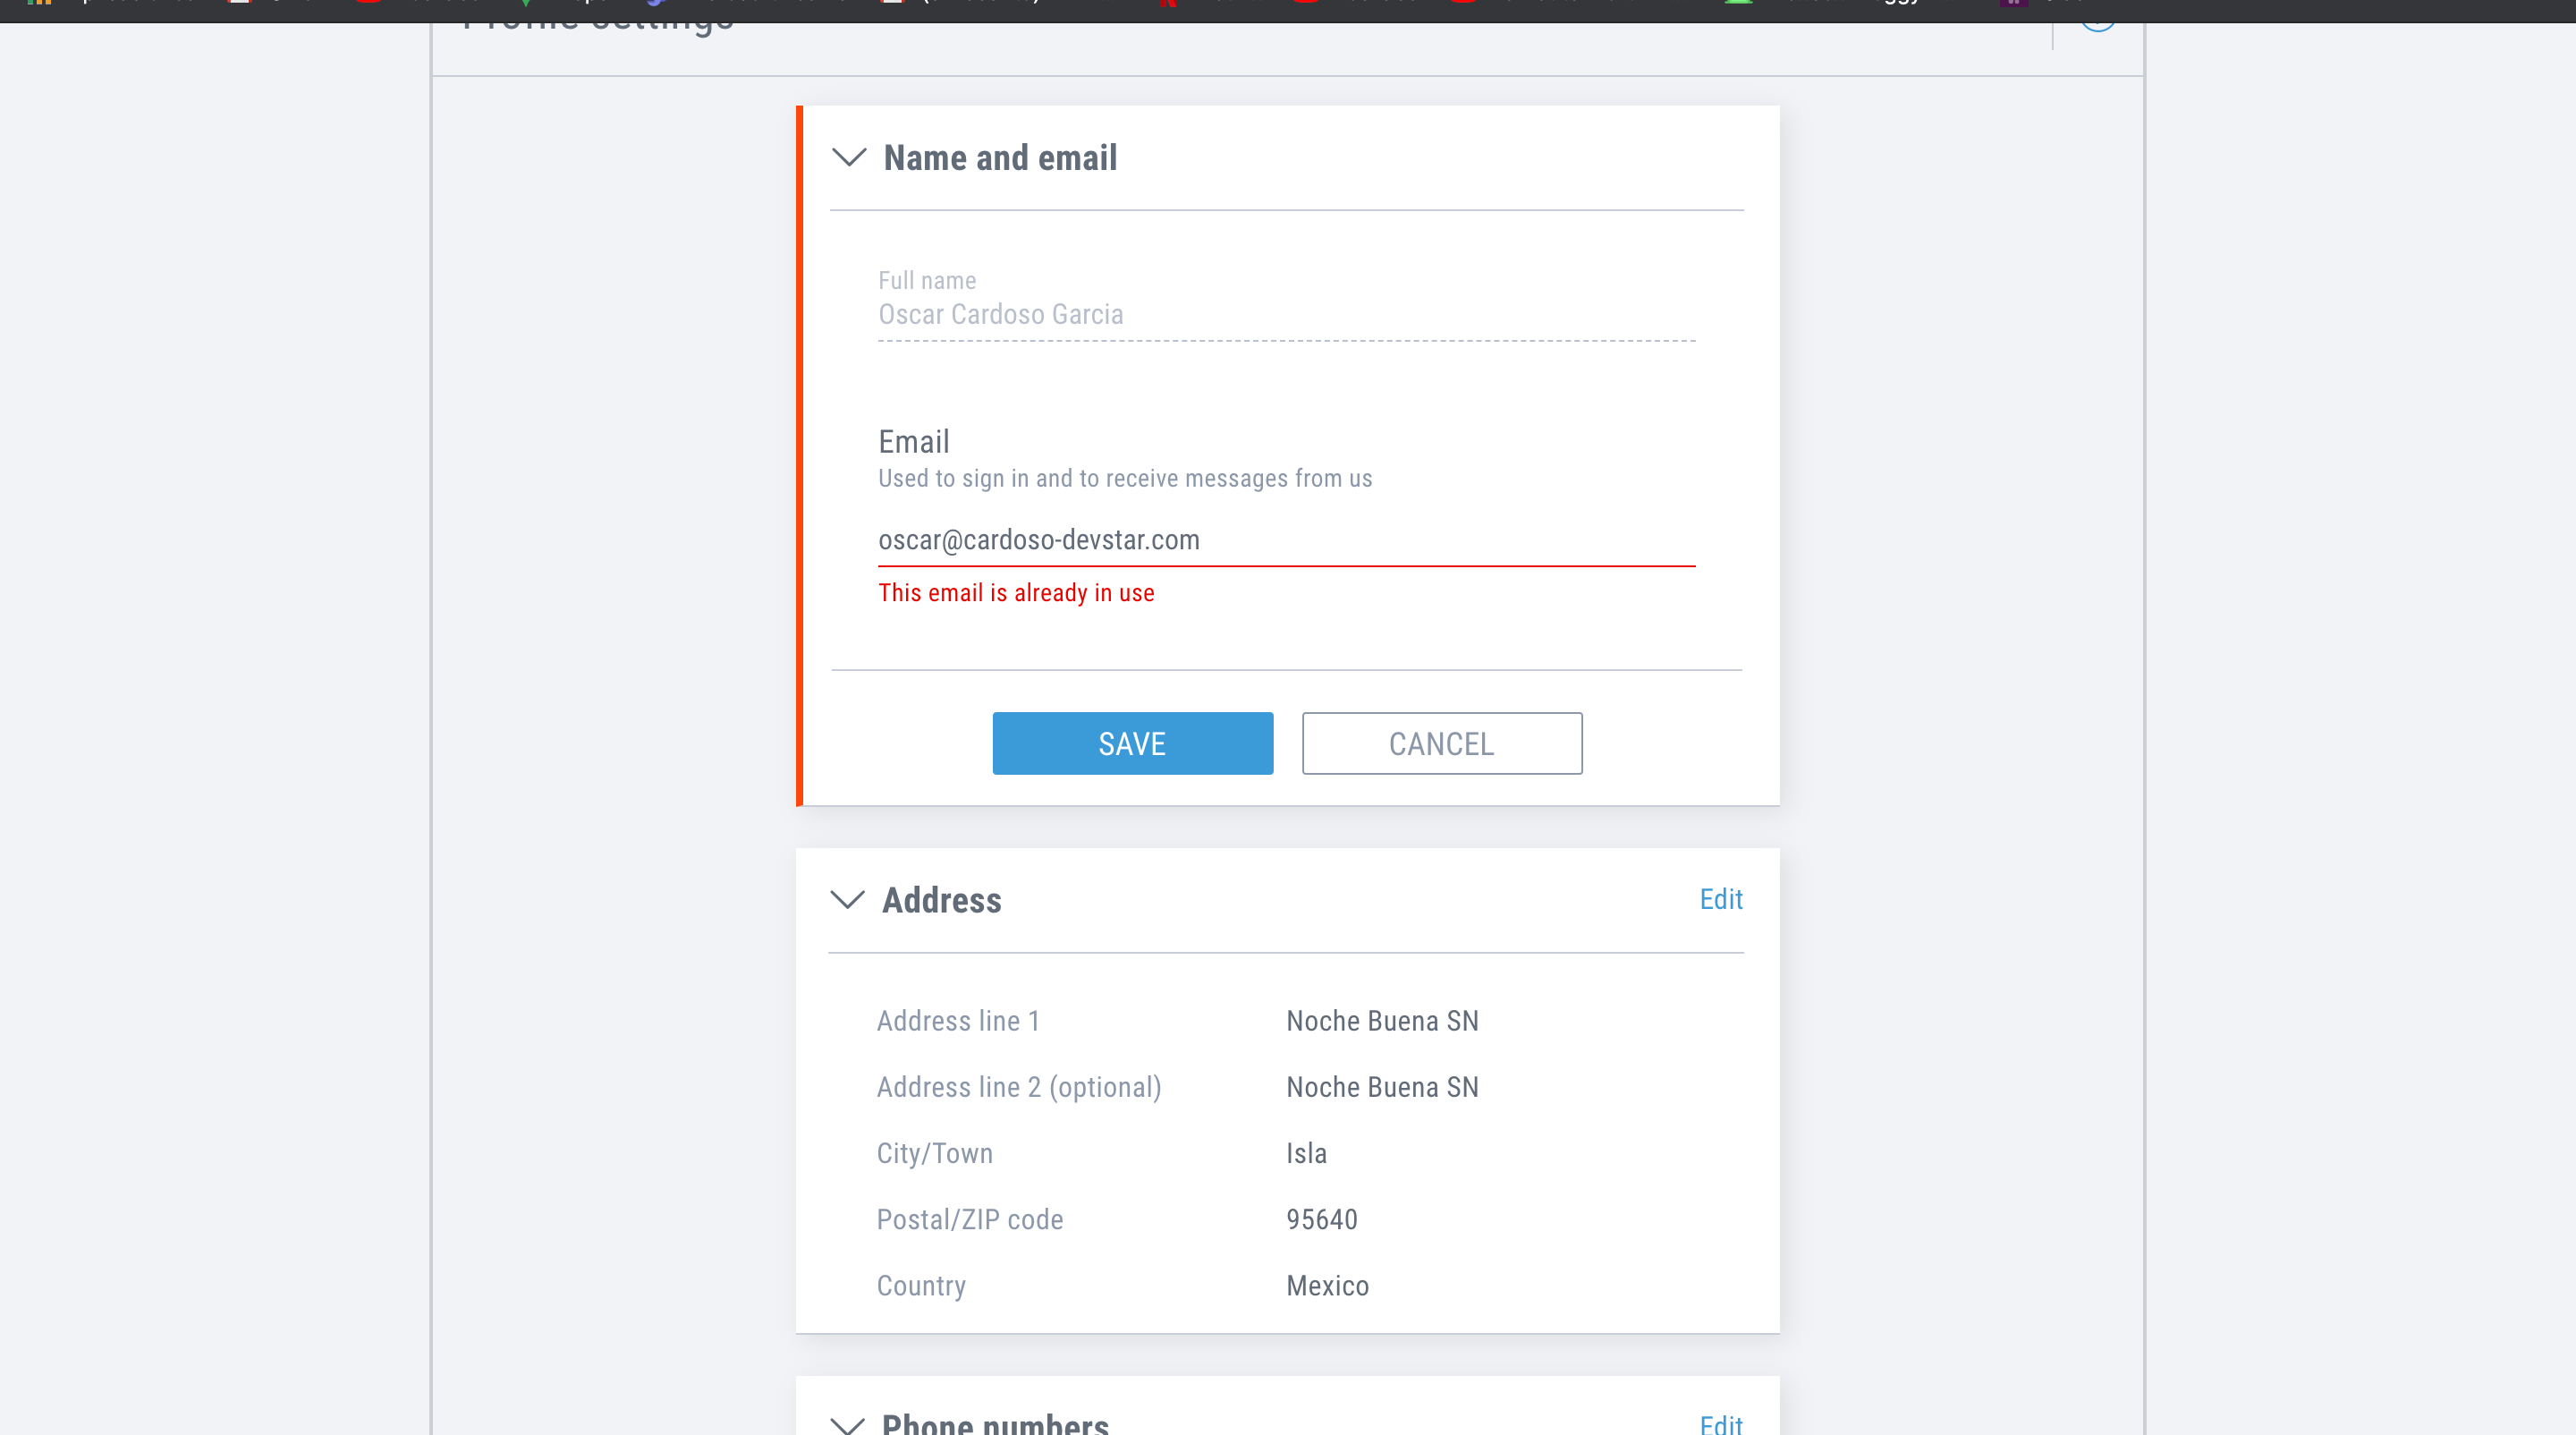 Profile settings
Name and email
Full name
Oscar Cardoso Garcia
Email
Used to sign in and to receive messages from us
oscar@cardoso-devstar.com
This email is already in use
SAVE CANCEL
Address Edit
Address line 1 Noche Buena SN
Address line 2 (optional) Noche Buena SN
City/Town Isla
Postal/ZIP code 95640
Country Mexico
Phone numbers Edit